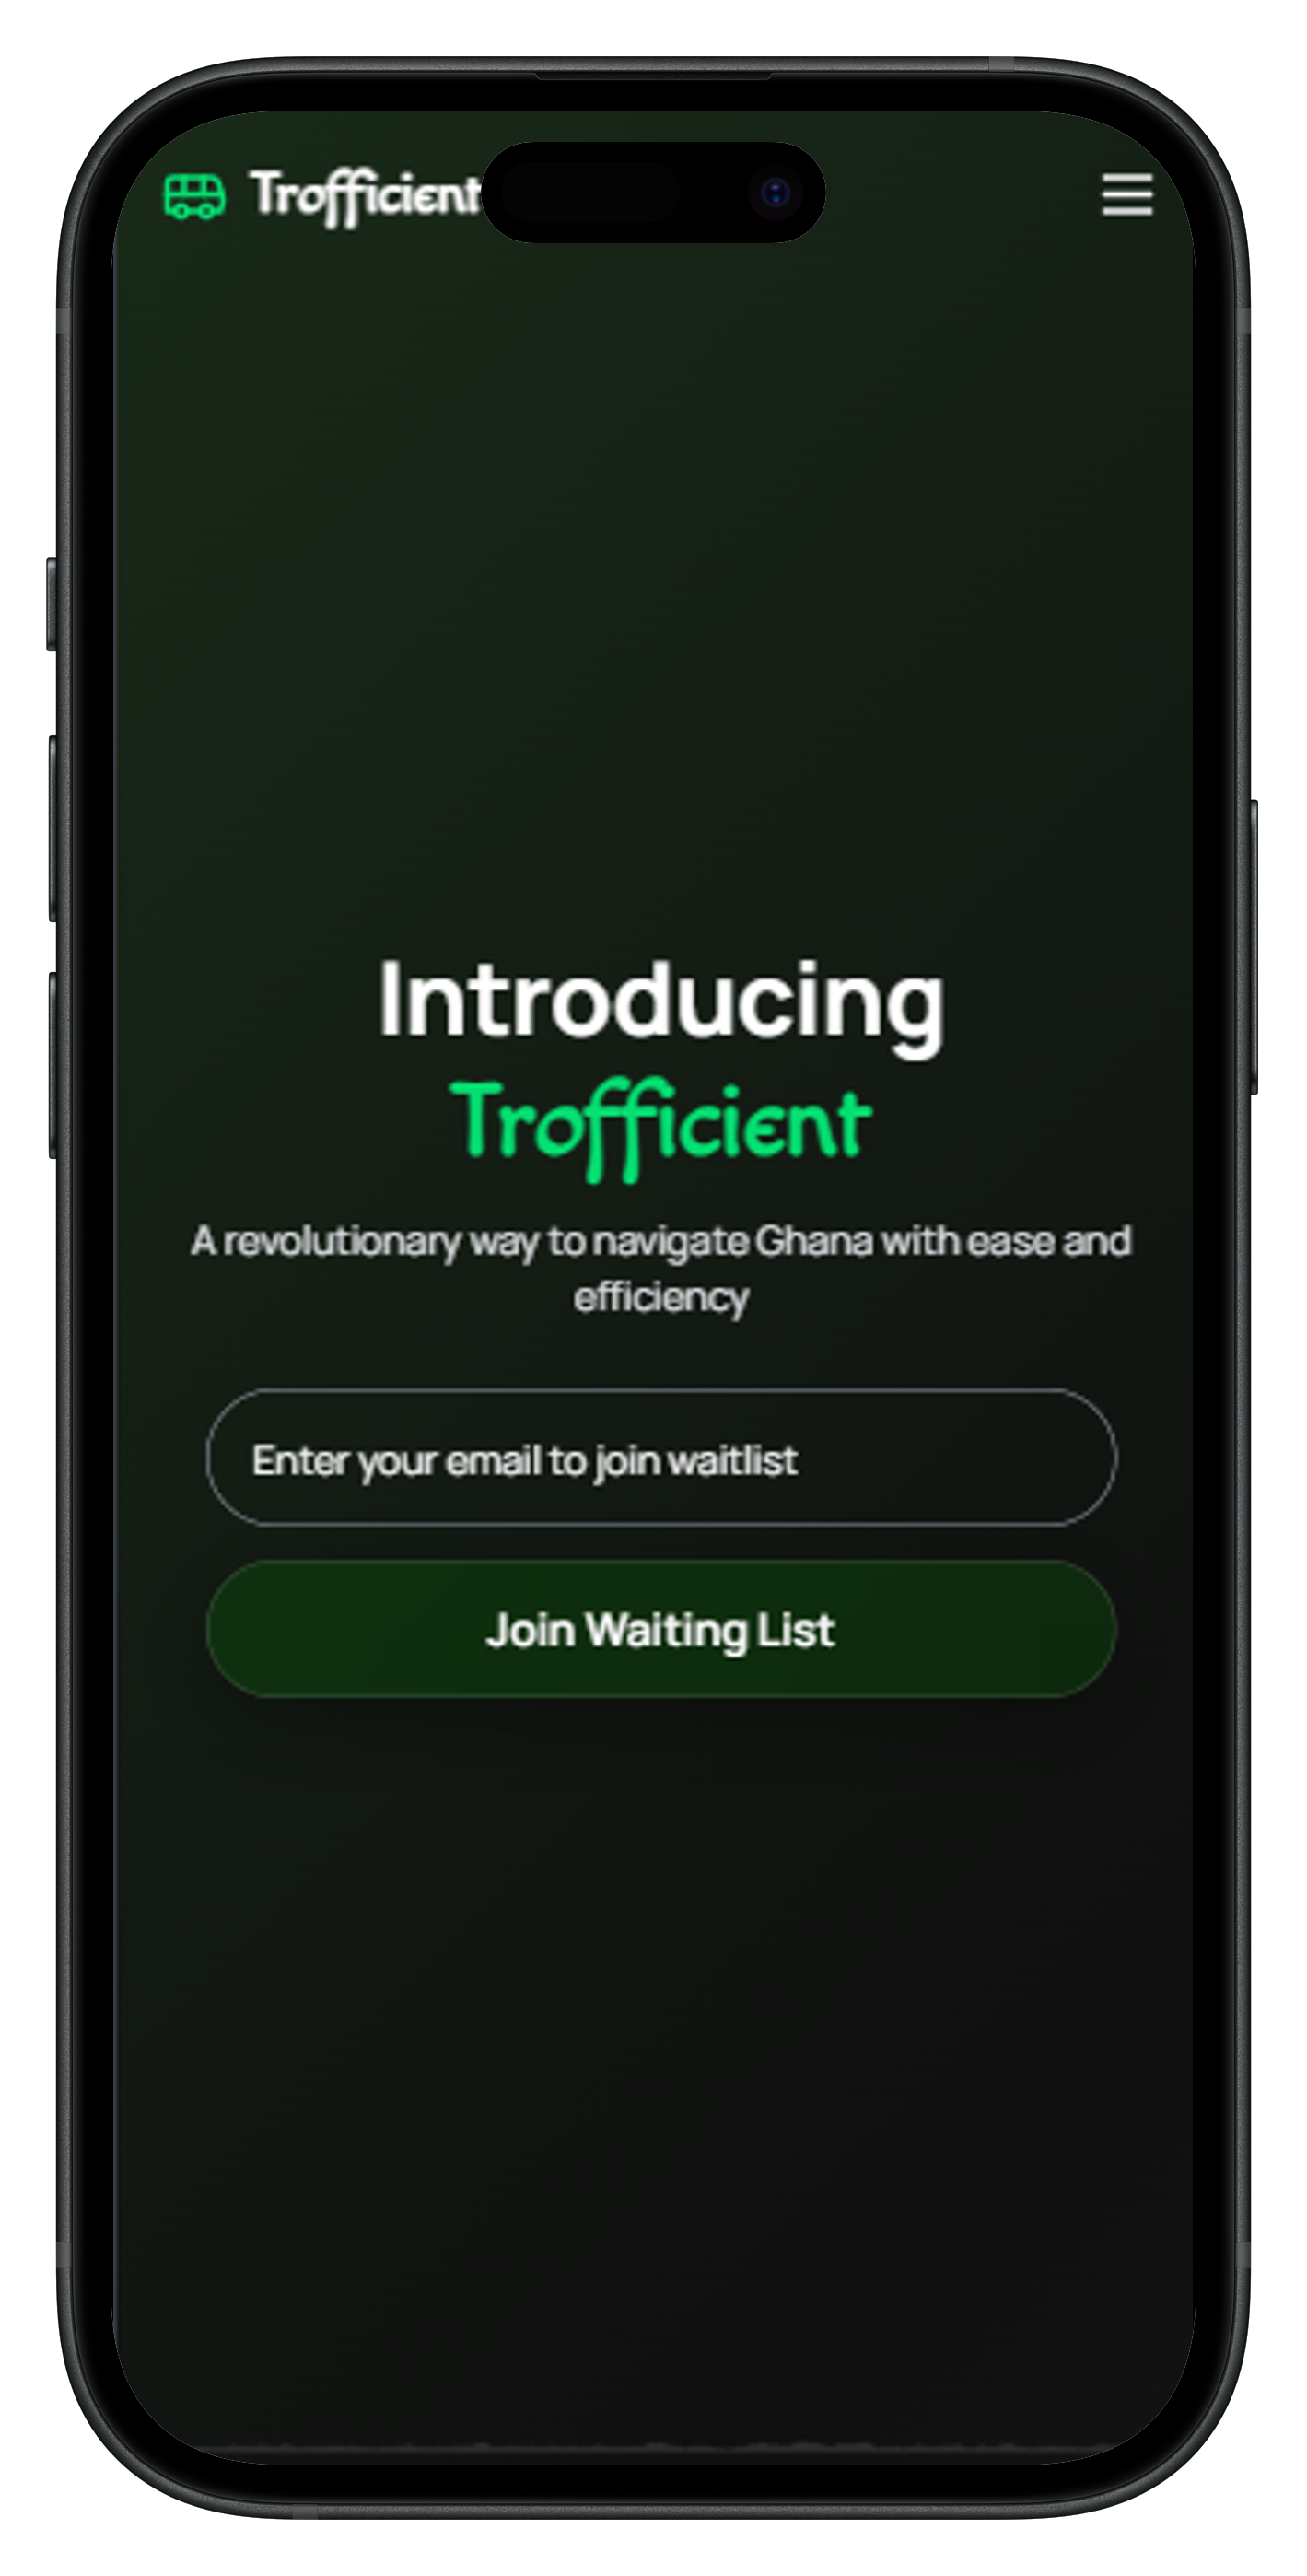 Trofficient
Introducing
Trofficient
A revolutionary way to navigate Ghana with ease and
efficiency
Enter your email to join waitlist
Join Waiting List